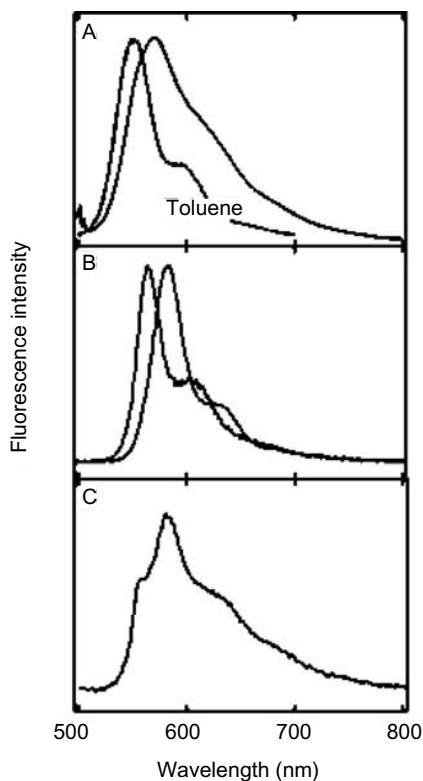 A
Toluene
B
C
Fluorescence intensity
500 600 700 800
Wavelength (nm)